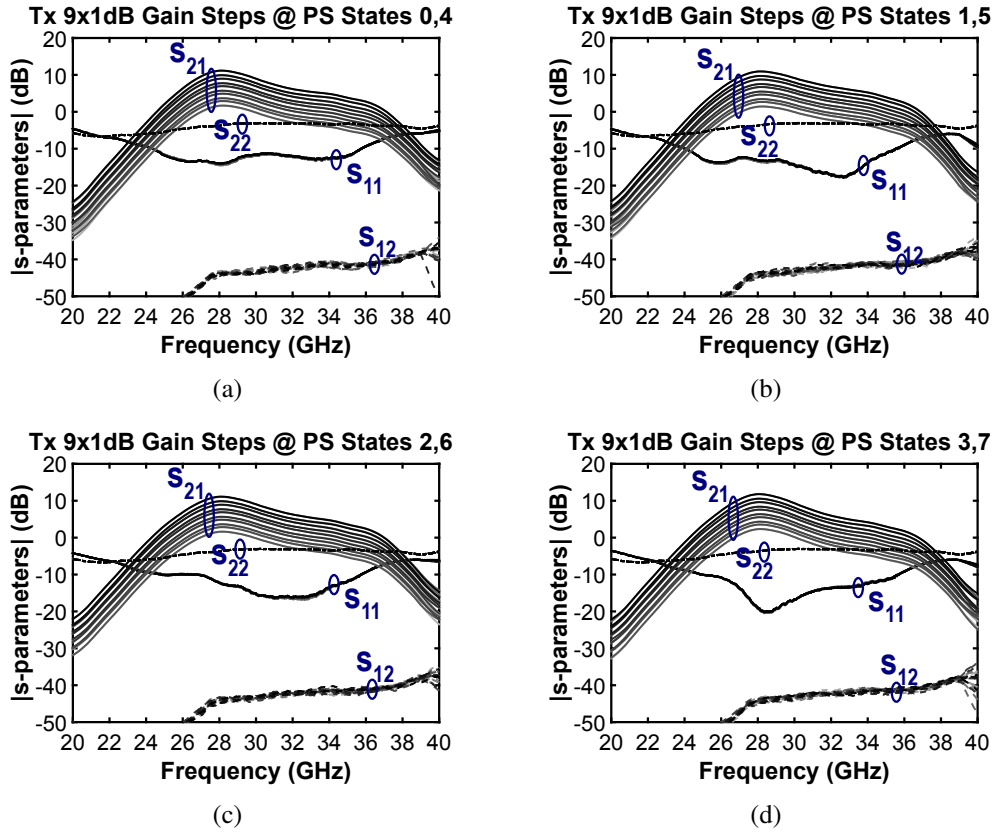 Tx 9x1dB Gain Steps @ PS States 0,4
|s-parameters| (dB)
20
10
0
-10
-20
-30
-40
-50
S21
S22
S11
S12
20 22 24 26 28 30 32 34 36 38 40
Frequency (GHz)
(a)
Tx 9x1dB Gain Steps @ PS States 1,5
|s-parameters| (dB)
20
10
0
-10
-20
-30
-40
-50
S21
S22
S11
S12
20 22 24 26 28 30 32 34 36 38 40
Frequency (GHz)
(b)
Tx 9x1dB Gain Steps @ PS States 2,6
|s-parameters| (dB)
20
10
0
-10
-20
-30
-40
-50
S21
S22
S11
S12
20 22 24 26 28 30 32 34 36 38 40
Frequency (GHz)
(c)
Tx 9x1dB Gain Steps @ PS States 3,7
|s-parameters| (dB)
20
10
0
-10
-20
-30
-40
-50
S21
S22
S11
S12
20 22 24 26 28 30 32 34 36 38 40
Frequency (GHz)
(d)